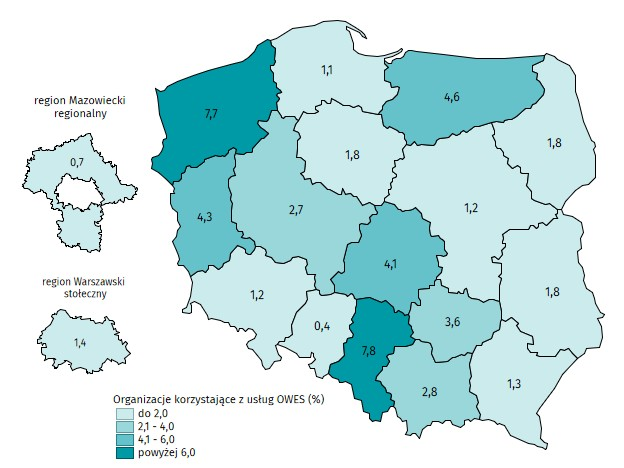 1,1
4,6
region Mazowiecki
regionalny
7,7
1,8
0,7
1,8
2,7
1,2
4,3
4,1
region Warszawski
stołeczny
1,2
1,8
0,4
3,6
1,4
7,8
1,3
2,8
Organizacje korzystające z usług OWES (%)
do 2,0
2,1 - 4,0
4,1 - 6,0
powyżej 6,0